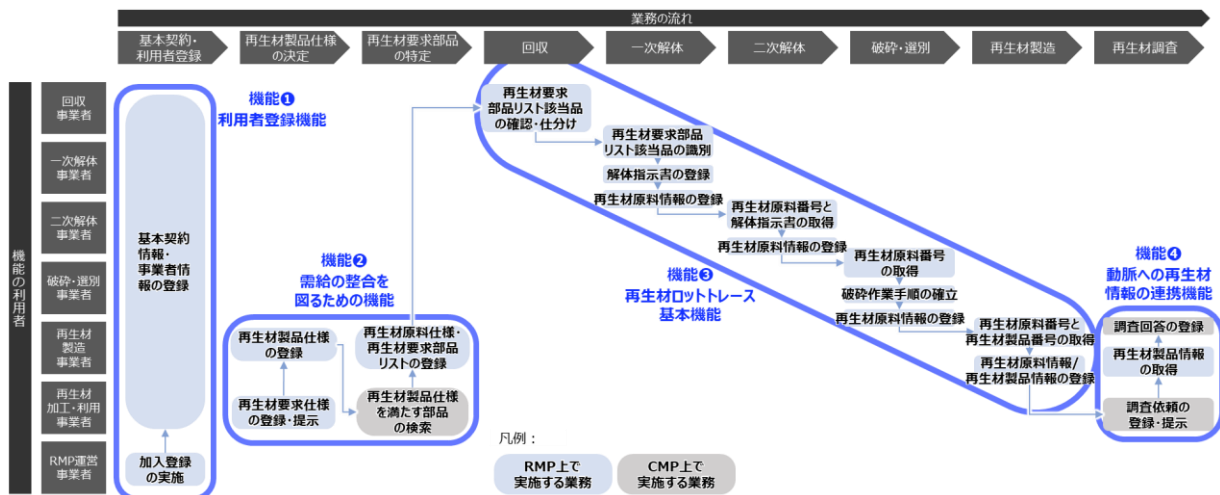 業務の流れ
基本契約・
利用者登録
再生材製品仕様
の決定
再生材要求部品
の特定
回収
一次解体
二次解体
破砕・選別
再生材製造
再生材調査
機能の利用者
回収
事業者
一次解体
事業者
二次解体
事業者
破砕・選別
事業者
再生材
製造
事業者
再生材
加工・利用
事業者
RMP運営
事業者
機能❶
利用者登録機能
基本契約
情報・
事業者情
報の登録
加入登録
の実施
機能❷
需給の整合を
図るための機能
再生材製品仕様
の登録
再生材要求仕様
の登録・提示
再生材原料仕様・
再生材要求部品
リストの登録
再生材製品仕様
を満たす部品
の検索
機能❸
再生材ロットトレース
基本機能
再生材要求
部品リスト該当品
の確認・仕分け
再生材要求部品
リスト該当品の識別
解体指示書の登録
再生材原料情報の登録
再生材原料番号と
解体指示書の取得
再生材原料情報の登録
再生材原料番号
の取得
破砕作業手順の確立
再生材原料情報の登録
再生材原料番号と
再生材製品番号の取得
再生材原料情報/
再生材製品情報の登録
機能❹
動脈への再生材
情報の連携機能
調査回答の登録
再生材製品情報
の取得
調査依頼の
登録・提示
凡例：
RMP上で
実施する業務
CMP上で
実施する業務